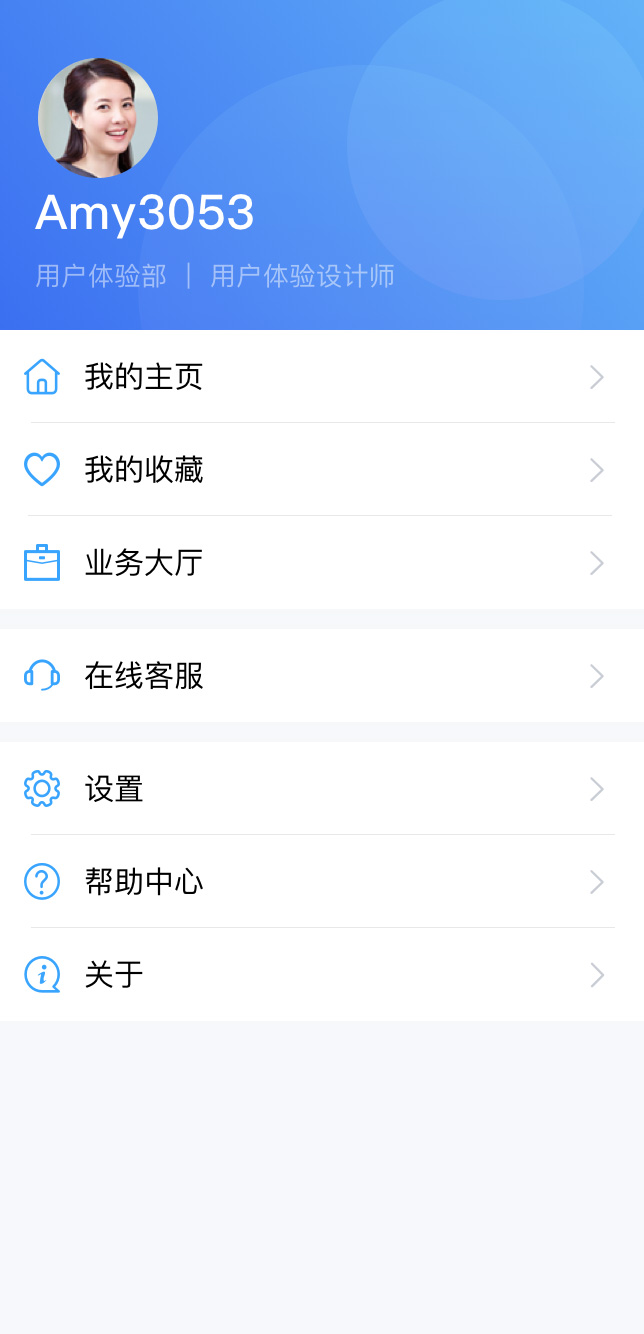 Amy3053
用户体验部 | 用户体验设计师
我的主页
我的收藏
业务大厅
在线客服
设置
帮助中心
关于